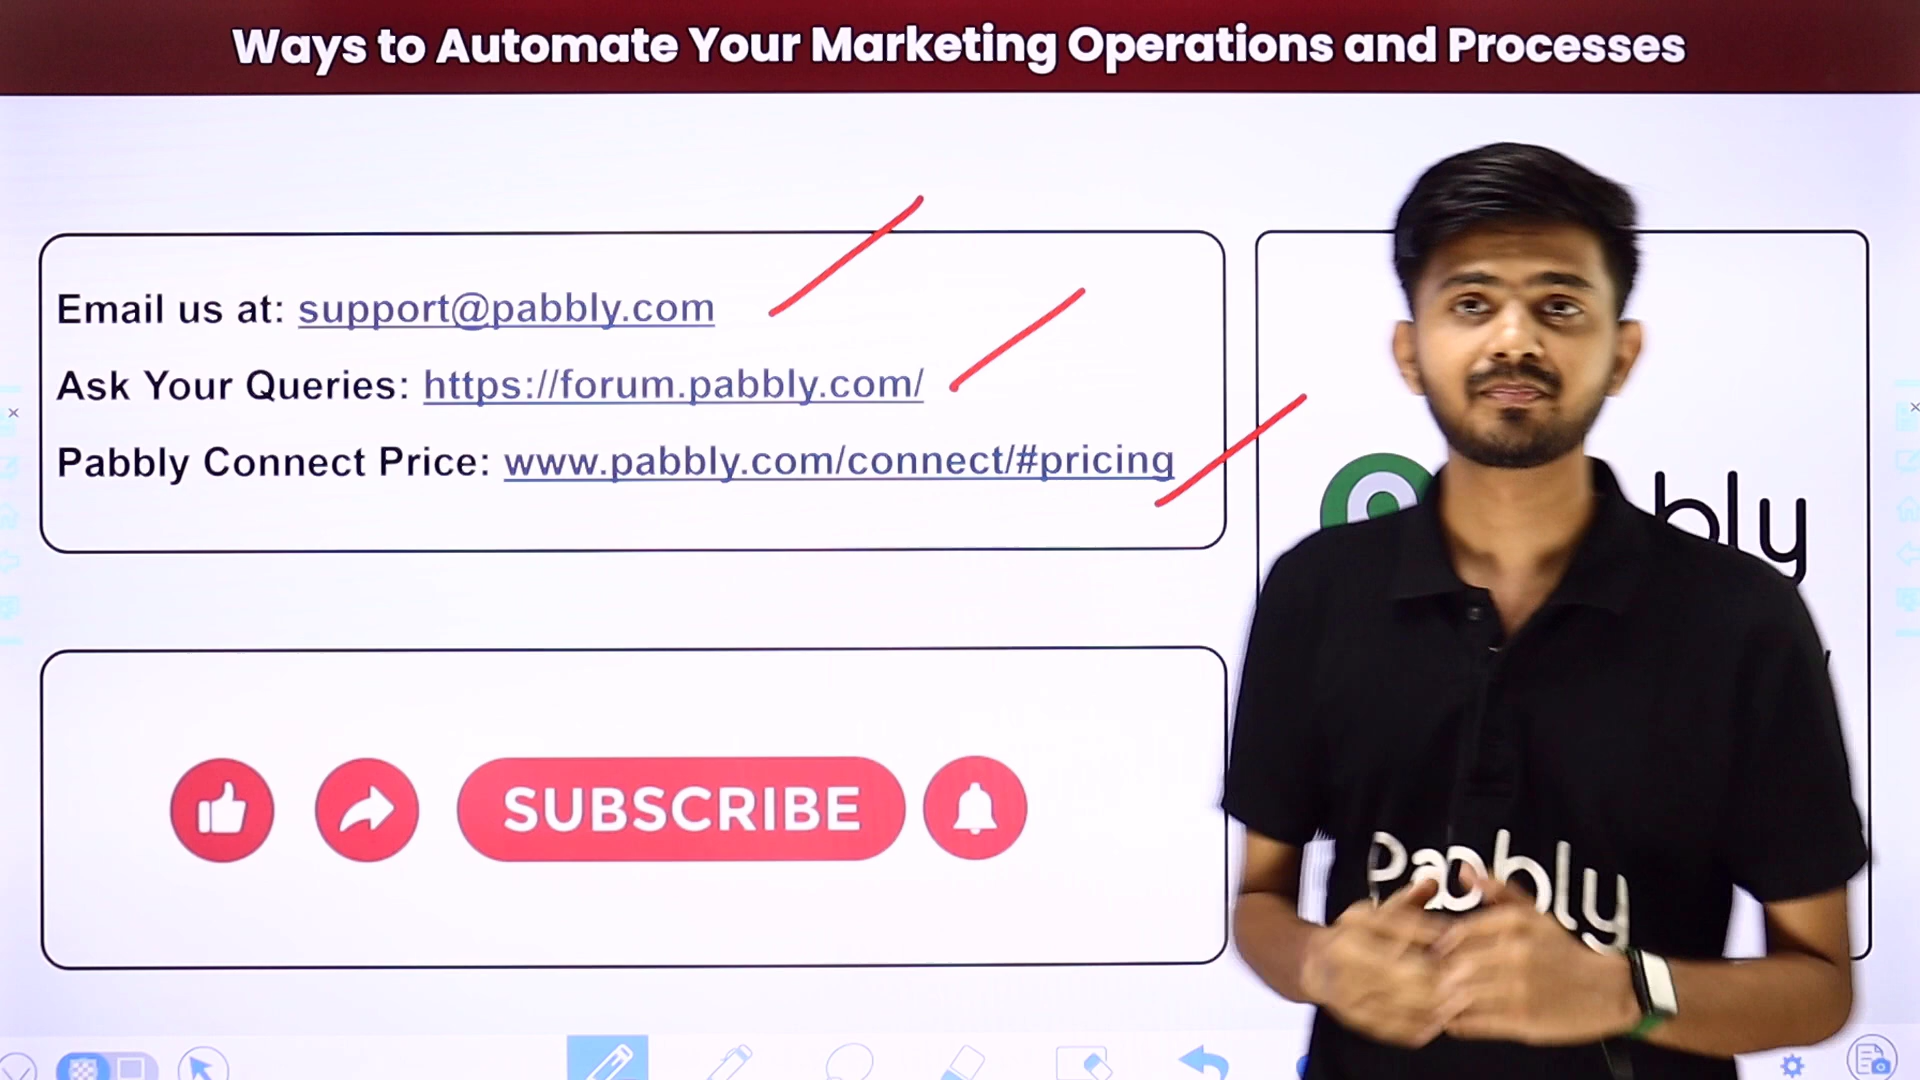 Ways to Automate Your Marketing Operations and Processes
Email us at: support@pabbly.com
Ask Your Queries: https://forum.pabbly.com/
Pabbly Connect Price: www.pabbly.com/connect/#pricing
bly
SUBSCRIBE
Pabbly